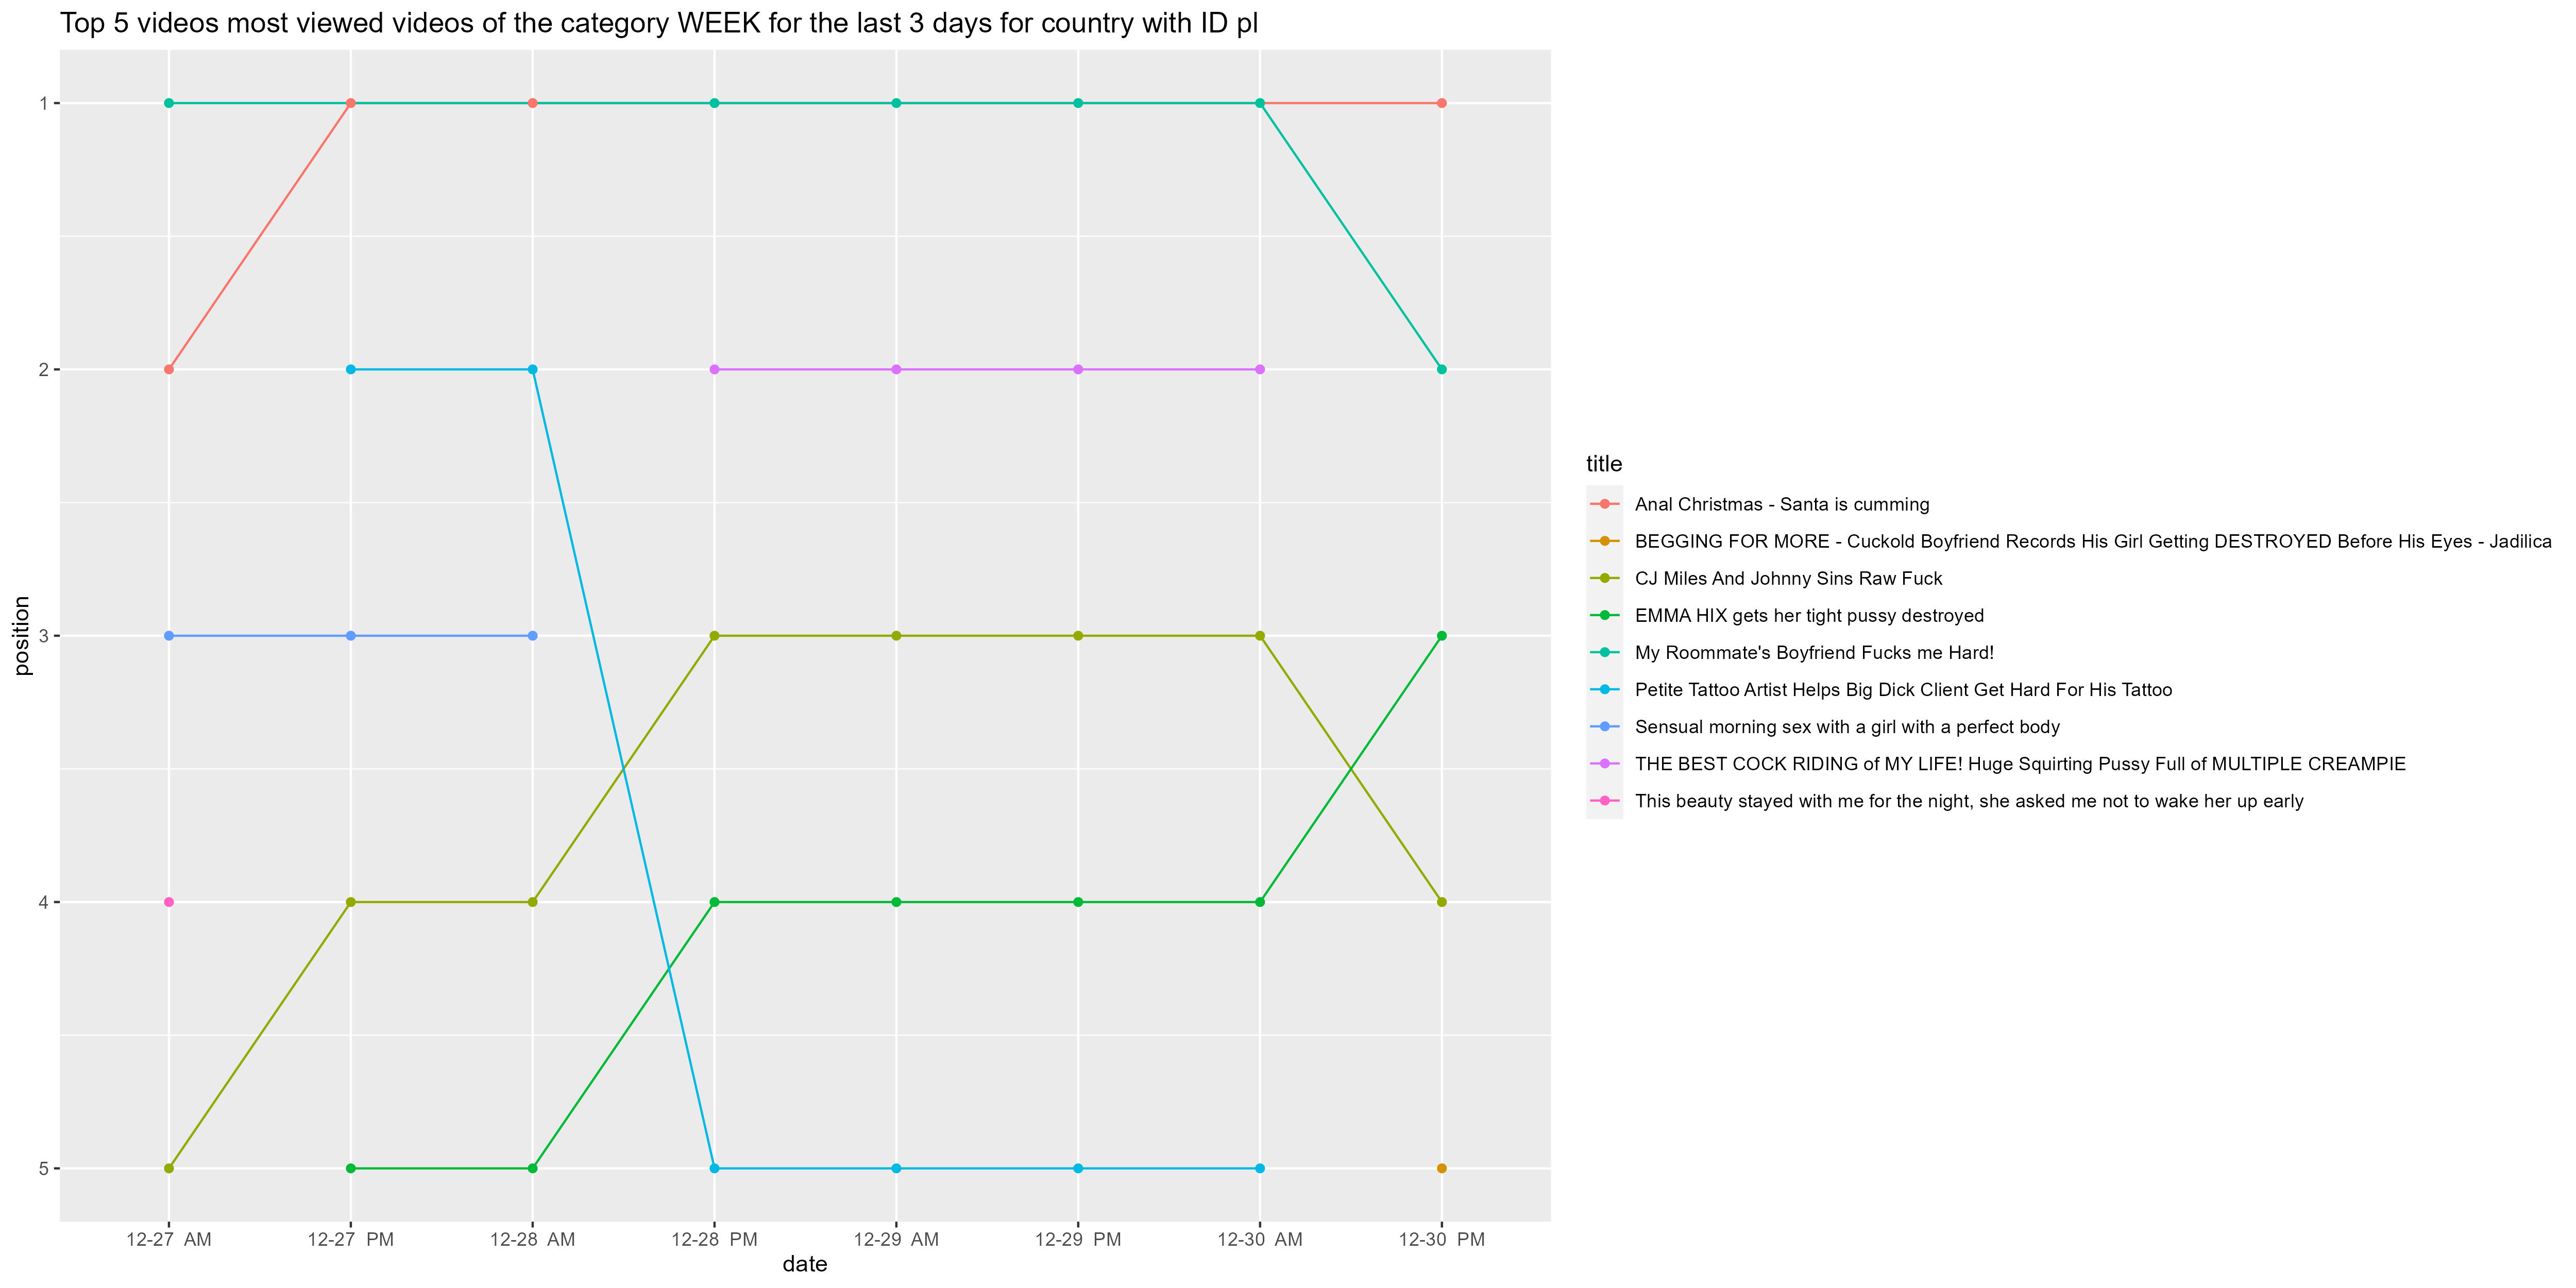 Top 5 videos most viewed videos of the category WEEK for the last 3 days for country with ID pl
1
2
3
4
5
position
12-27 AM
12-27 PM
12-28 AM
12-28 PM
12-29 AM
12-29 PM
12-30 AM
12-30 PM
date
title
Anal Christmas - Santa is cumming
BEGGING FOR MORE - Cuckold Boyfriend Records His Girl Getting DESTROYED Before His Eyes - Jadilica
CJ Miles And Johnny Sins Raw Fuck
EMMA HIX gets her tight pussy destroyed
My Roommate's Boyfriend Fucks me Hard!
Petite Tattoo Artist Helps Big Dick Client Get Hard For His Tattoo
Sensual morning sex with a girl with a perfect body
THE BEST COCK RIDING of MY LIFE! Huge Squirting Pussy Full of MULTIPLE CREAMPIE
This beauty stayed with me for the night, she asked me not to wake her up early